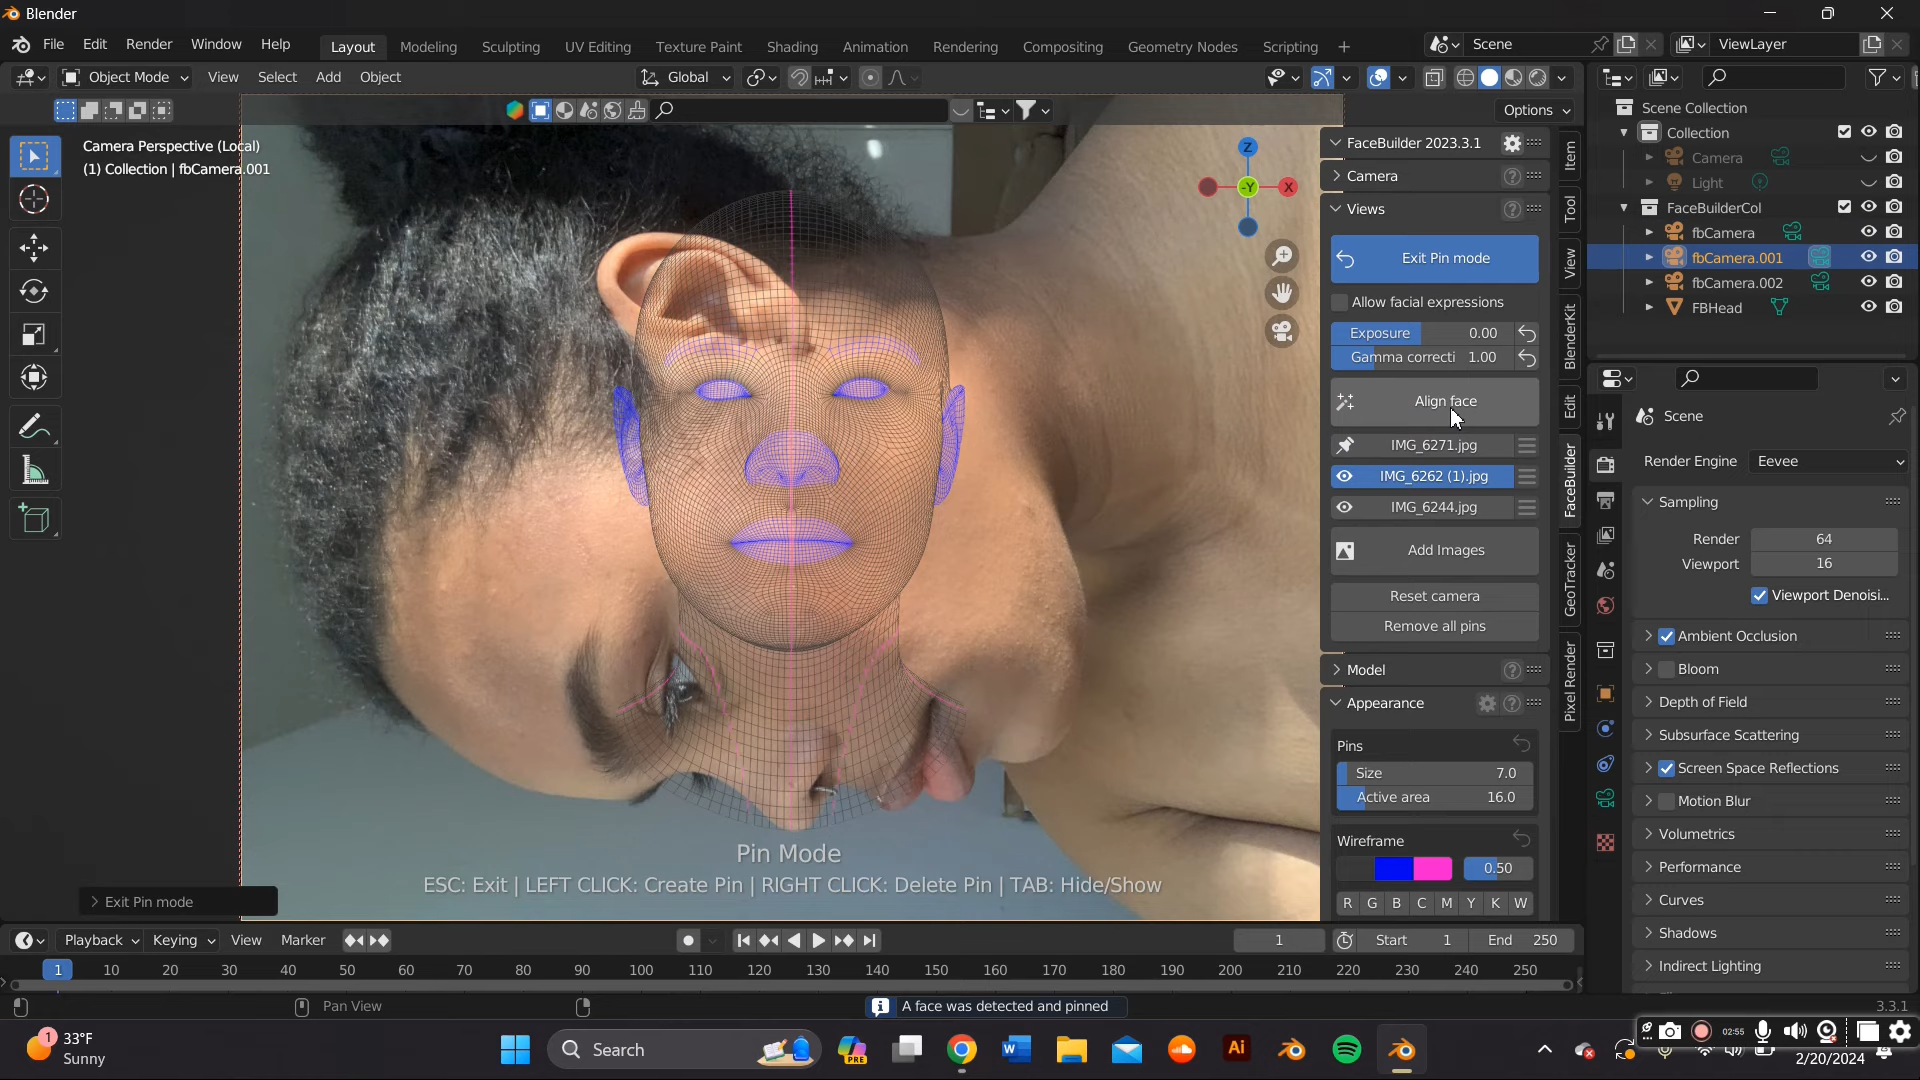 Blender
File Edit Render Window Help
Layout Modeling Sculpting UV Editing Texture Paint Shading Animation Rendering Compositing Geometry Nodes Scripting +
Scene
ViewLayer
Object Mode View Select Add Object
Global
Options
Camera Perspective (Local)
(1) Collection | fbCamera.001
Z
-Y
X
FaceBuilder 2023.3.1
Camera
Views
Exit Pin mode
Allow facial expressions
Exposure 0.00
Gamma correcti 1.00
Align face
IMG_6271.jpg
IMG_6262 (1).jpg
IMG_6244.jpg
Add Images
Reset camera
Remove all pins
Model
Appearance
Pins
Size 7.0
Active area 16.0
Wireframe
0.50
R G B C M Y K W
Item
Tool
View
BlenderKit
Edit
FaceBuilder
GeoTracker
Pixel Render
Scene Collection
Collection
Camera
Light
FaceBuilderCol
fbCamera
fbCamera.001
fbCamera.002
FBHead
Scene
Render Engine Eevee
Sampling
Render 64
Viewport 16
Viewport Denoisi...
Ambient Occlusion
Bloom
Depth of Field
Subsurface Scattering
Screen Space Reflections
Motion Blur
Volumetrics
Performance
Curves
Shadows
Indirect Lighting
Pin Mode
ESC: Exit | LEFT CLICK: Create Pin | RIGHT CLICK: Delete Pin | TAB: Hide/Show
Exit Pin mode
Playback Keying View Marker
1
Start 1
End 250
1 10 20 30 40 50 60 70 80 90 100 110 120 130 140 150 160 170 180 190 200 210 220 230 240 250
Pan View
A face was detected and pinned
3.3.1
1
33°F
Sunny
Search
PRE
Ai
02:55
2/20/2024